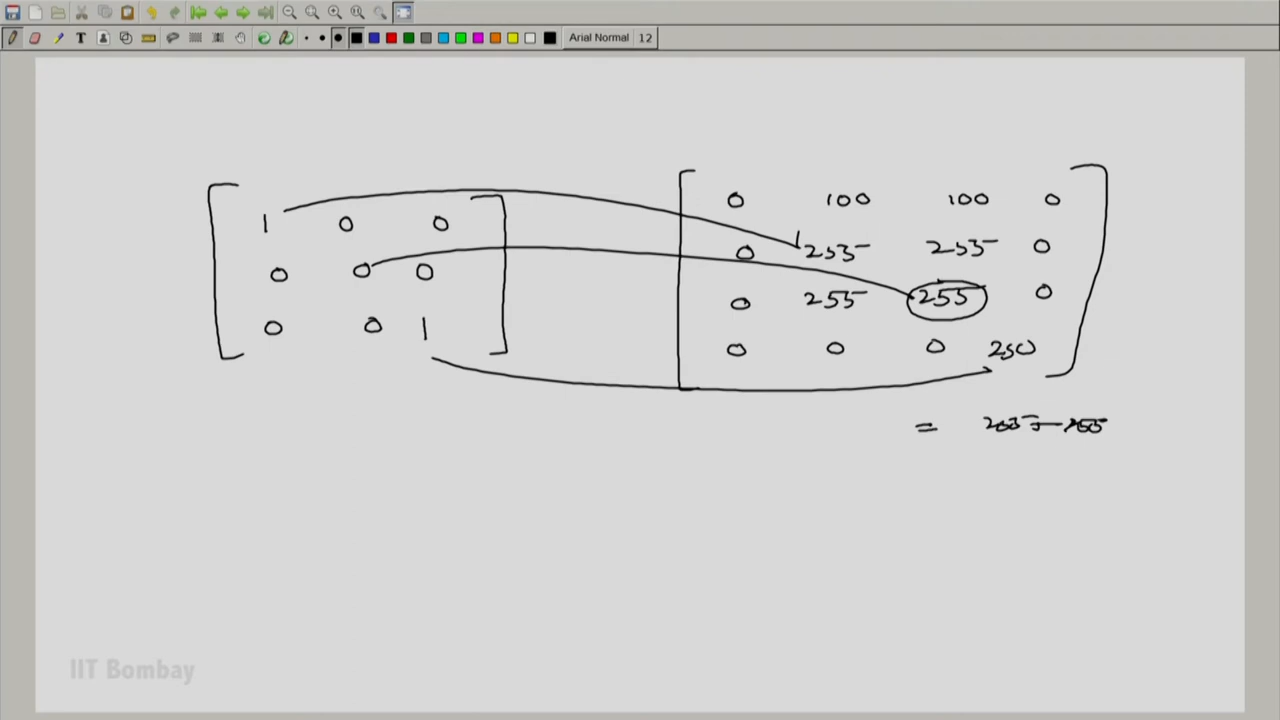 Arial Normal 12
1 0 0
0 0 0
0 0 1
0 100 100 0
0 255 255 0
0 255 255 0
0 0 0 250
= 255
IIT Bombay